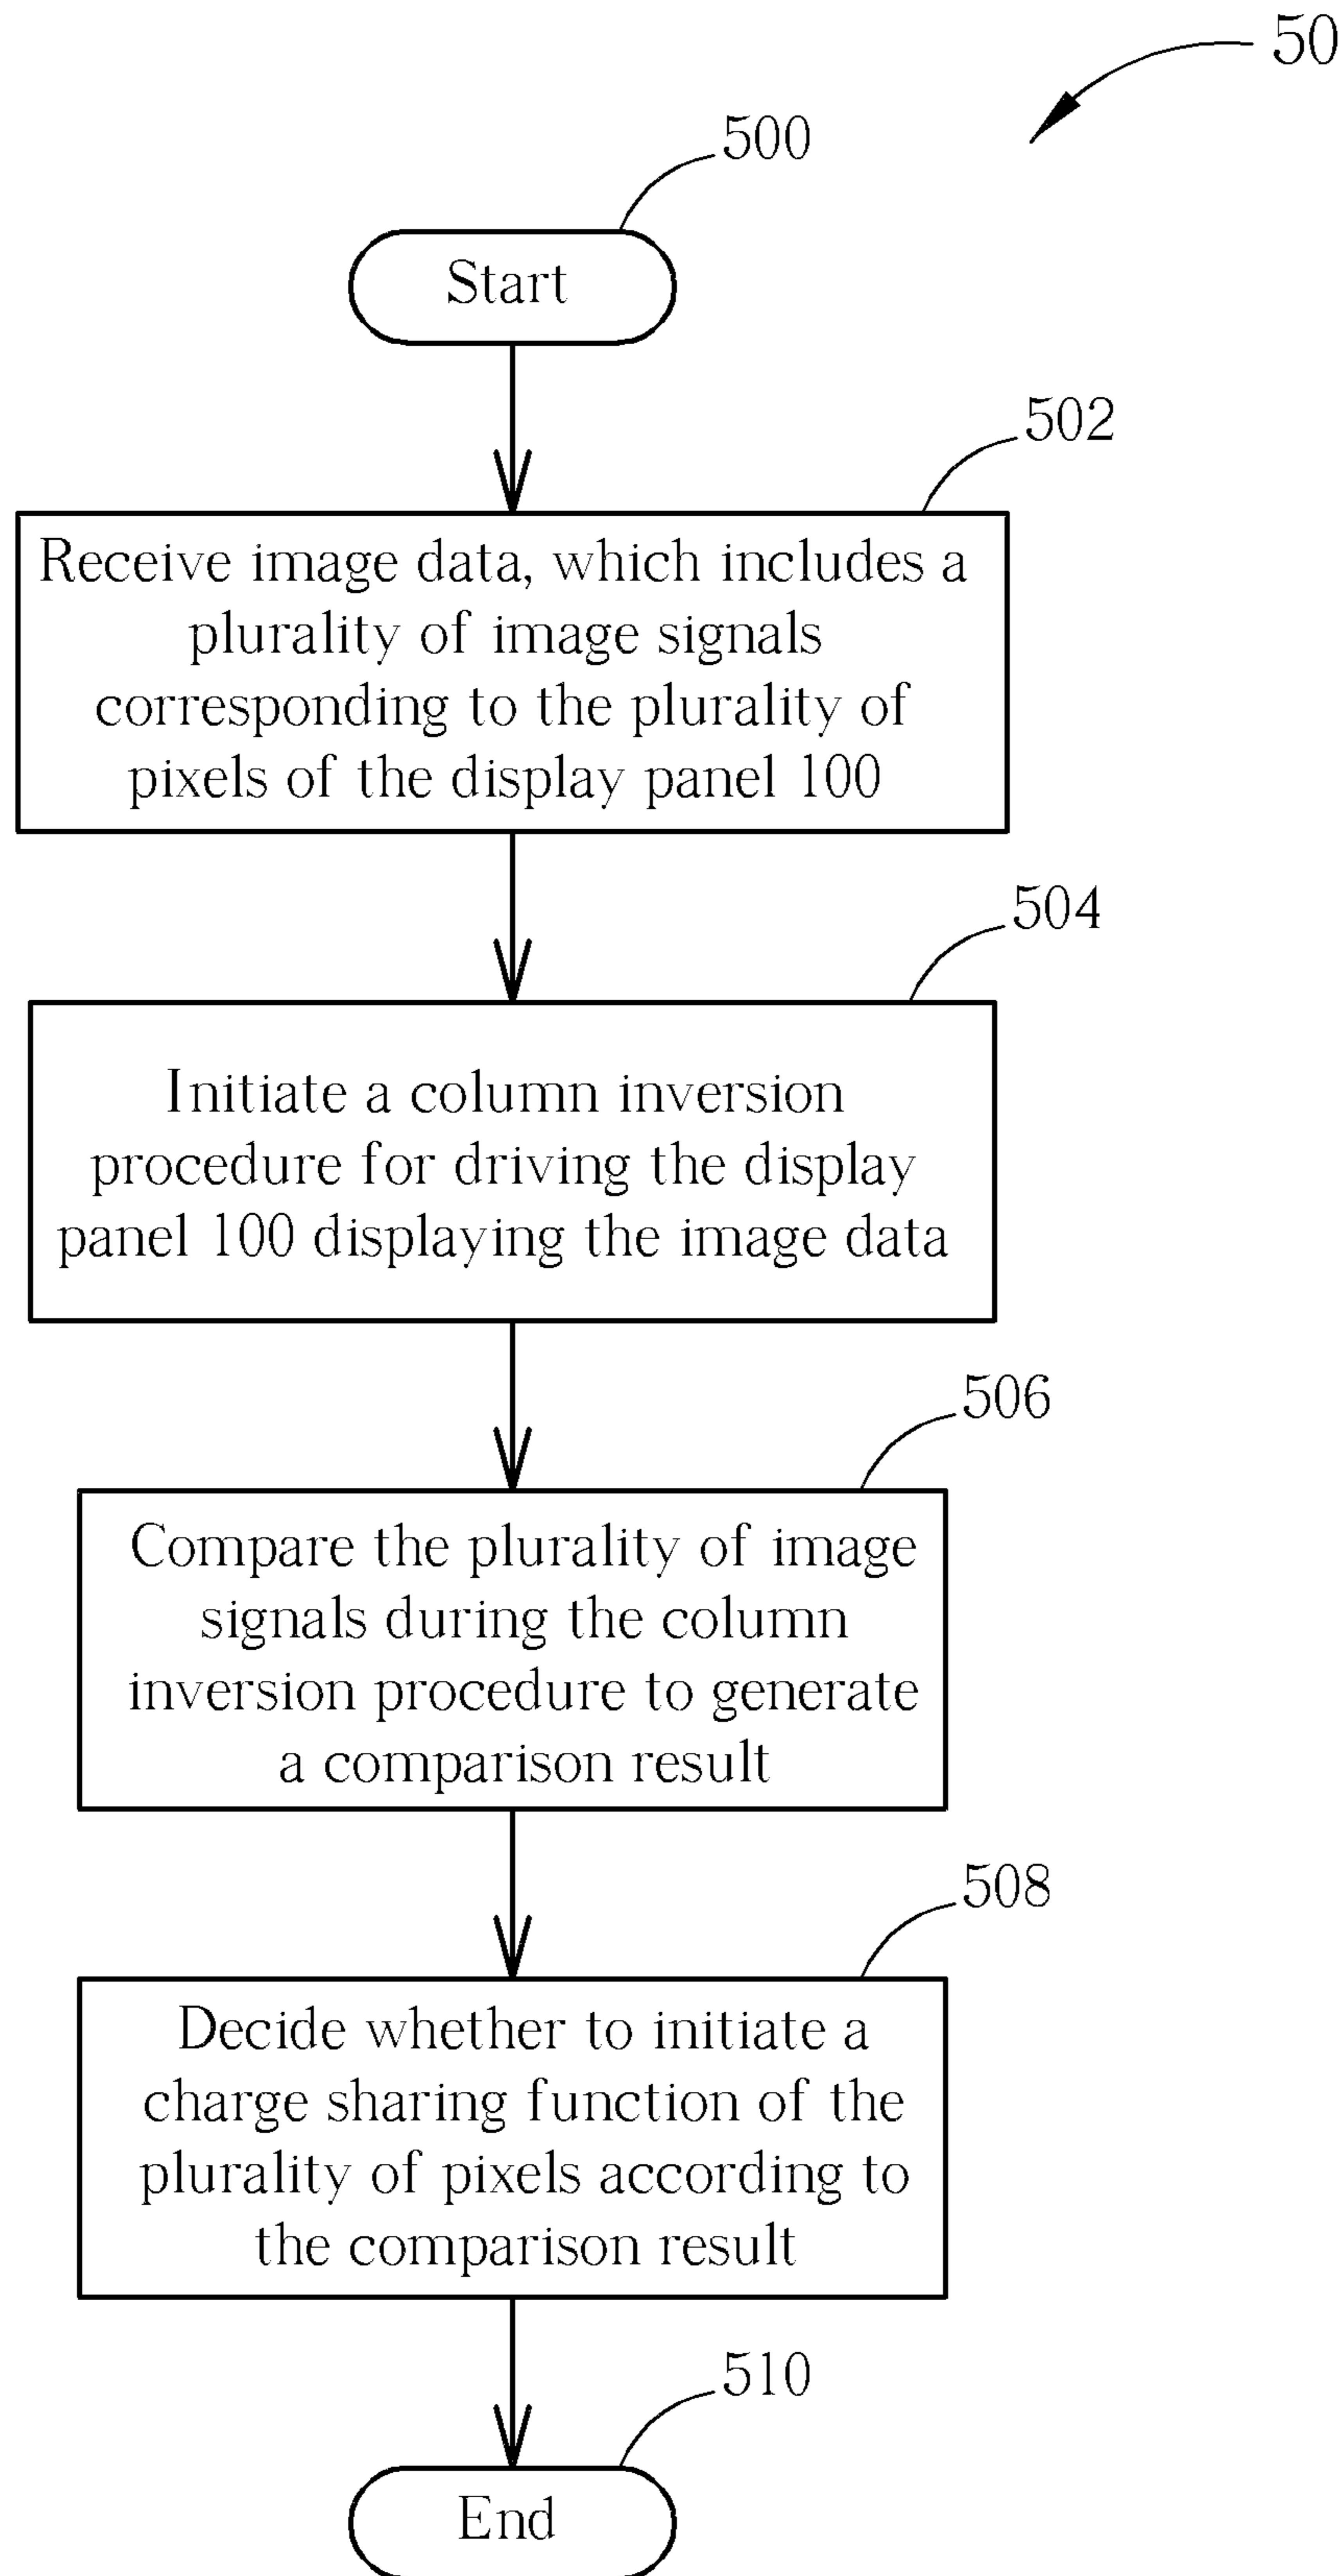 50
500
Start
502
Receive image data, which includes a
plurality of image signals
corresponding to the plurality of
pixels of the display panel 100
504
Initiate a column inversion
procedure for driving the display
panel 100 displaying the image data
506
Compare the plurality of image
signals during the column
inversion procedure to generate
a comparison result
508
Decide whether to initiate a
charge sharing function of the
plurality of pixels according to
the comparison result
510
End